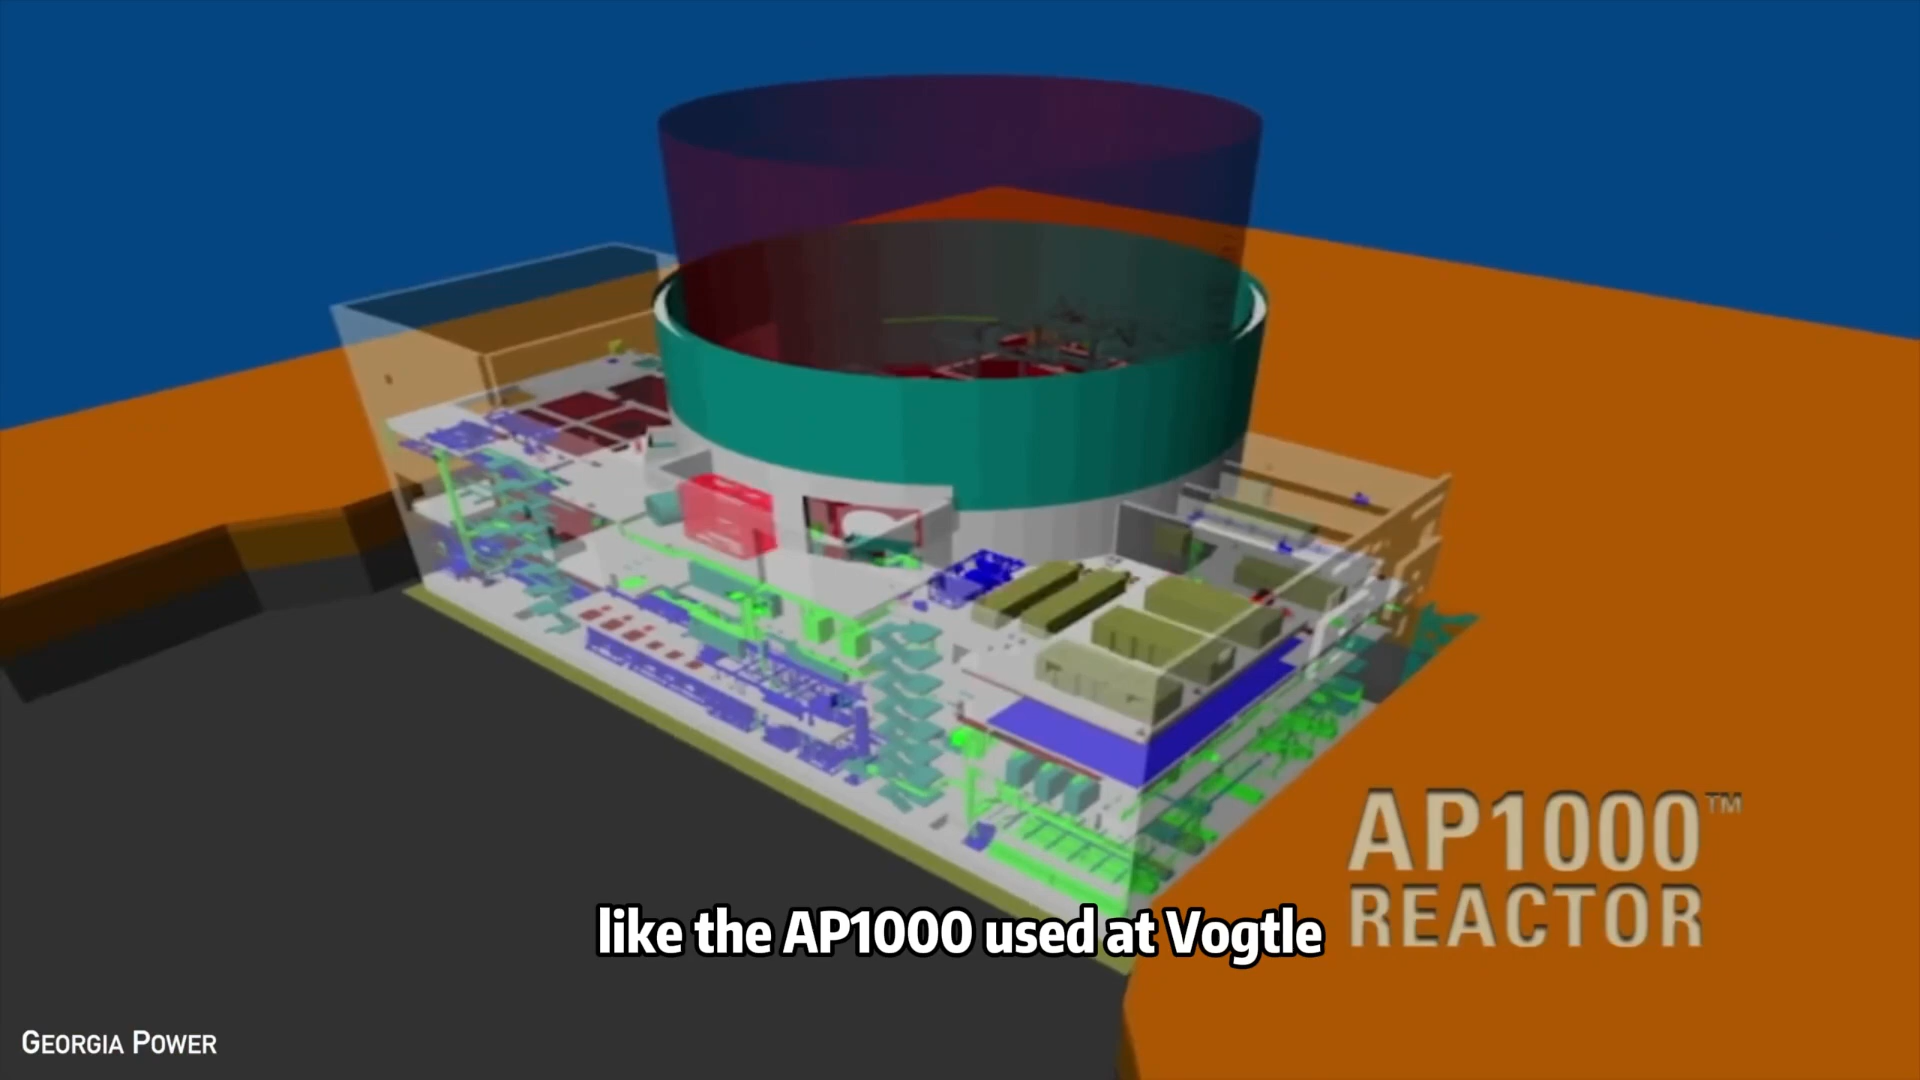 AP1000™
REACTOR
like the AP1000 used at Vogtle
GEORGIA POWER